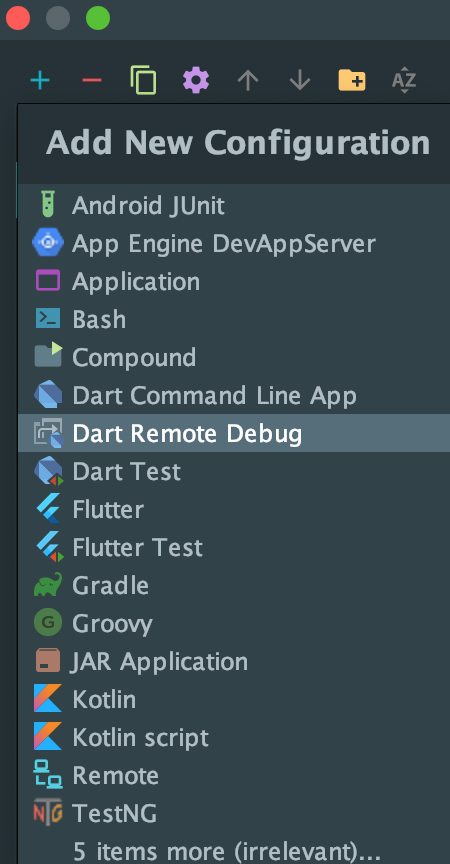 AZ
Add New Configuration
Android JUnit
App Engine DevAppServer
Application
Bash
Compound
Dart Command Line App
Dart Remote Debug
Dart Test
Flutter
Flutter Test
Gradle
G Groovy
JAR Application
Kotlin
Kotlin script
Remote
NG TestNG
5 items more (irrelevant)...